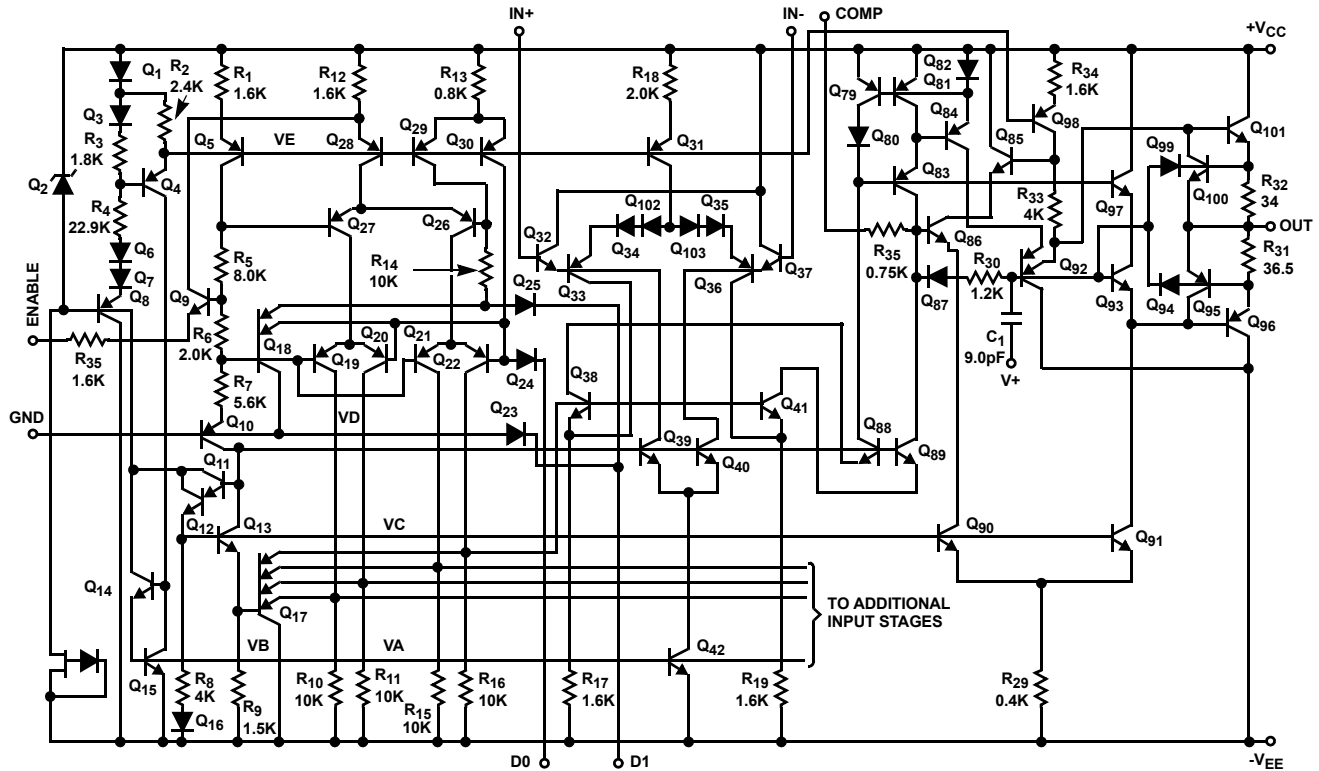 IN+
IN-
COMP
+VCC
Q1
R2
2.4K
R1
1.6K
R12
1.6K
R13
0.8K
R18
2.0K
Q82
Q81
R34
1.6K
Q79
Q3
R3
1.8K
Q5
VE
Q28
Q29
Q30
Q31
Q80
Q84
Q85
Q98
Q99
Q101
Q2
Q4
Q83
R33
4K
Q97
Q100
R32
34
R4
22.9K
Q27
Q26
Q32
Q102
Q35
Q34
Q103
Q86
OUT
Q6
Q7
Q8
R5
8.0K
R14
10K
Q33
Q36
Q37
R35
0.75K
R30
1.2K
Q92
R31
36.5
ENABLE
Q9
Q25
Q87
Q93
Q94
Q95
Q96
R6
2.0K
Q18
Q19
Q20
Q21
Q22
Q24
C1
9.0pF
V+
R35
1.6K
R7
5.6K
Q38
Q41
GND
Q10
VD
Q23
Q39
Q40
Q88
Q89
Q11
Q12
Q13
VC
Q90
Q91
Q14
Q17
TO ADDITIONAL
INPUT STAGES
VB
VA
Q42
Q15
R8
4K
Q16
R9
1.5K
R10
10K
R11
10K
R15
10K
R16
10K
R17
1.6K
R19
1.6K
R29
0.4K
D0
D1
-VEE